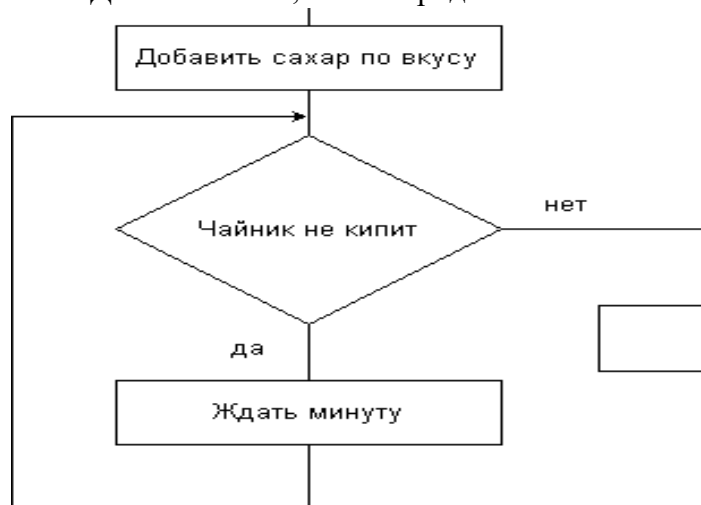 Добавить сахар по вкусу
Чайник не кипит
нет
да
Ждать минуту